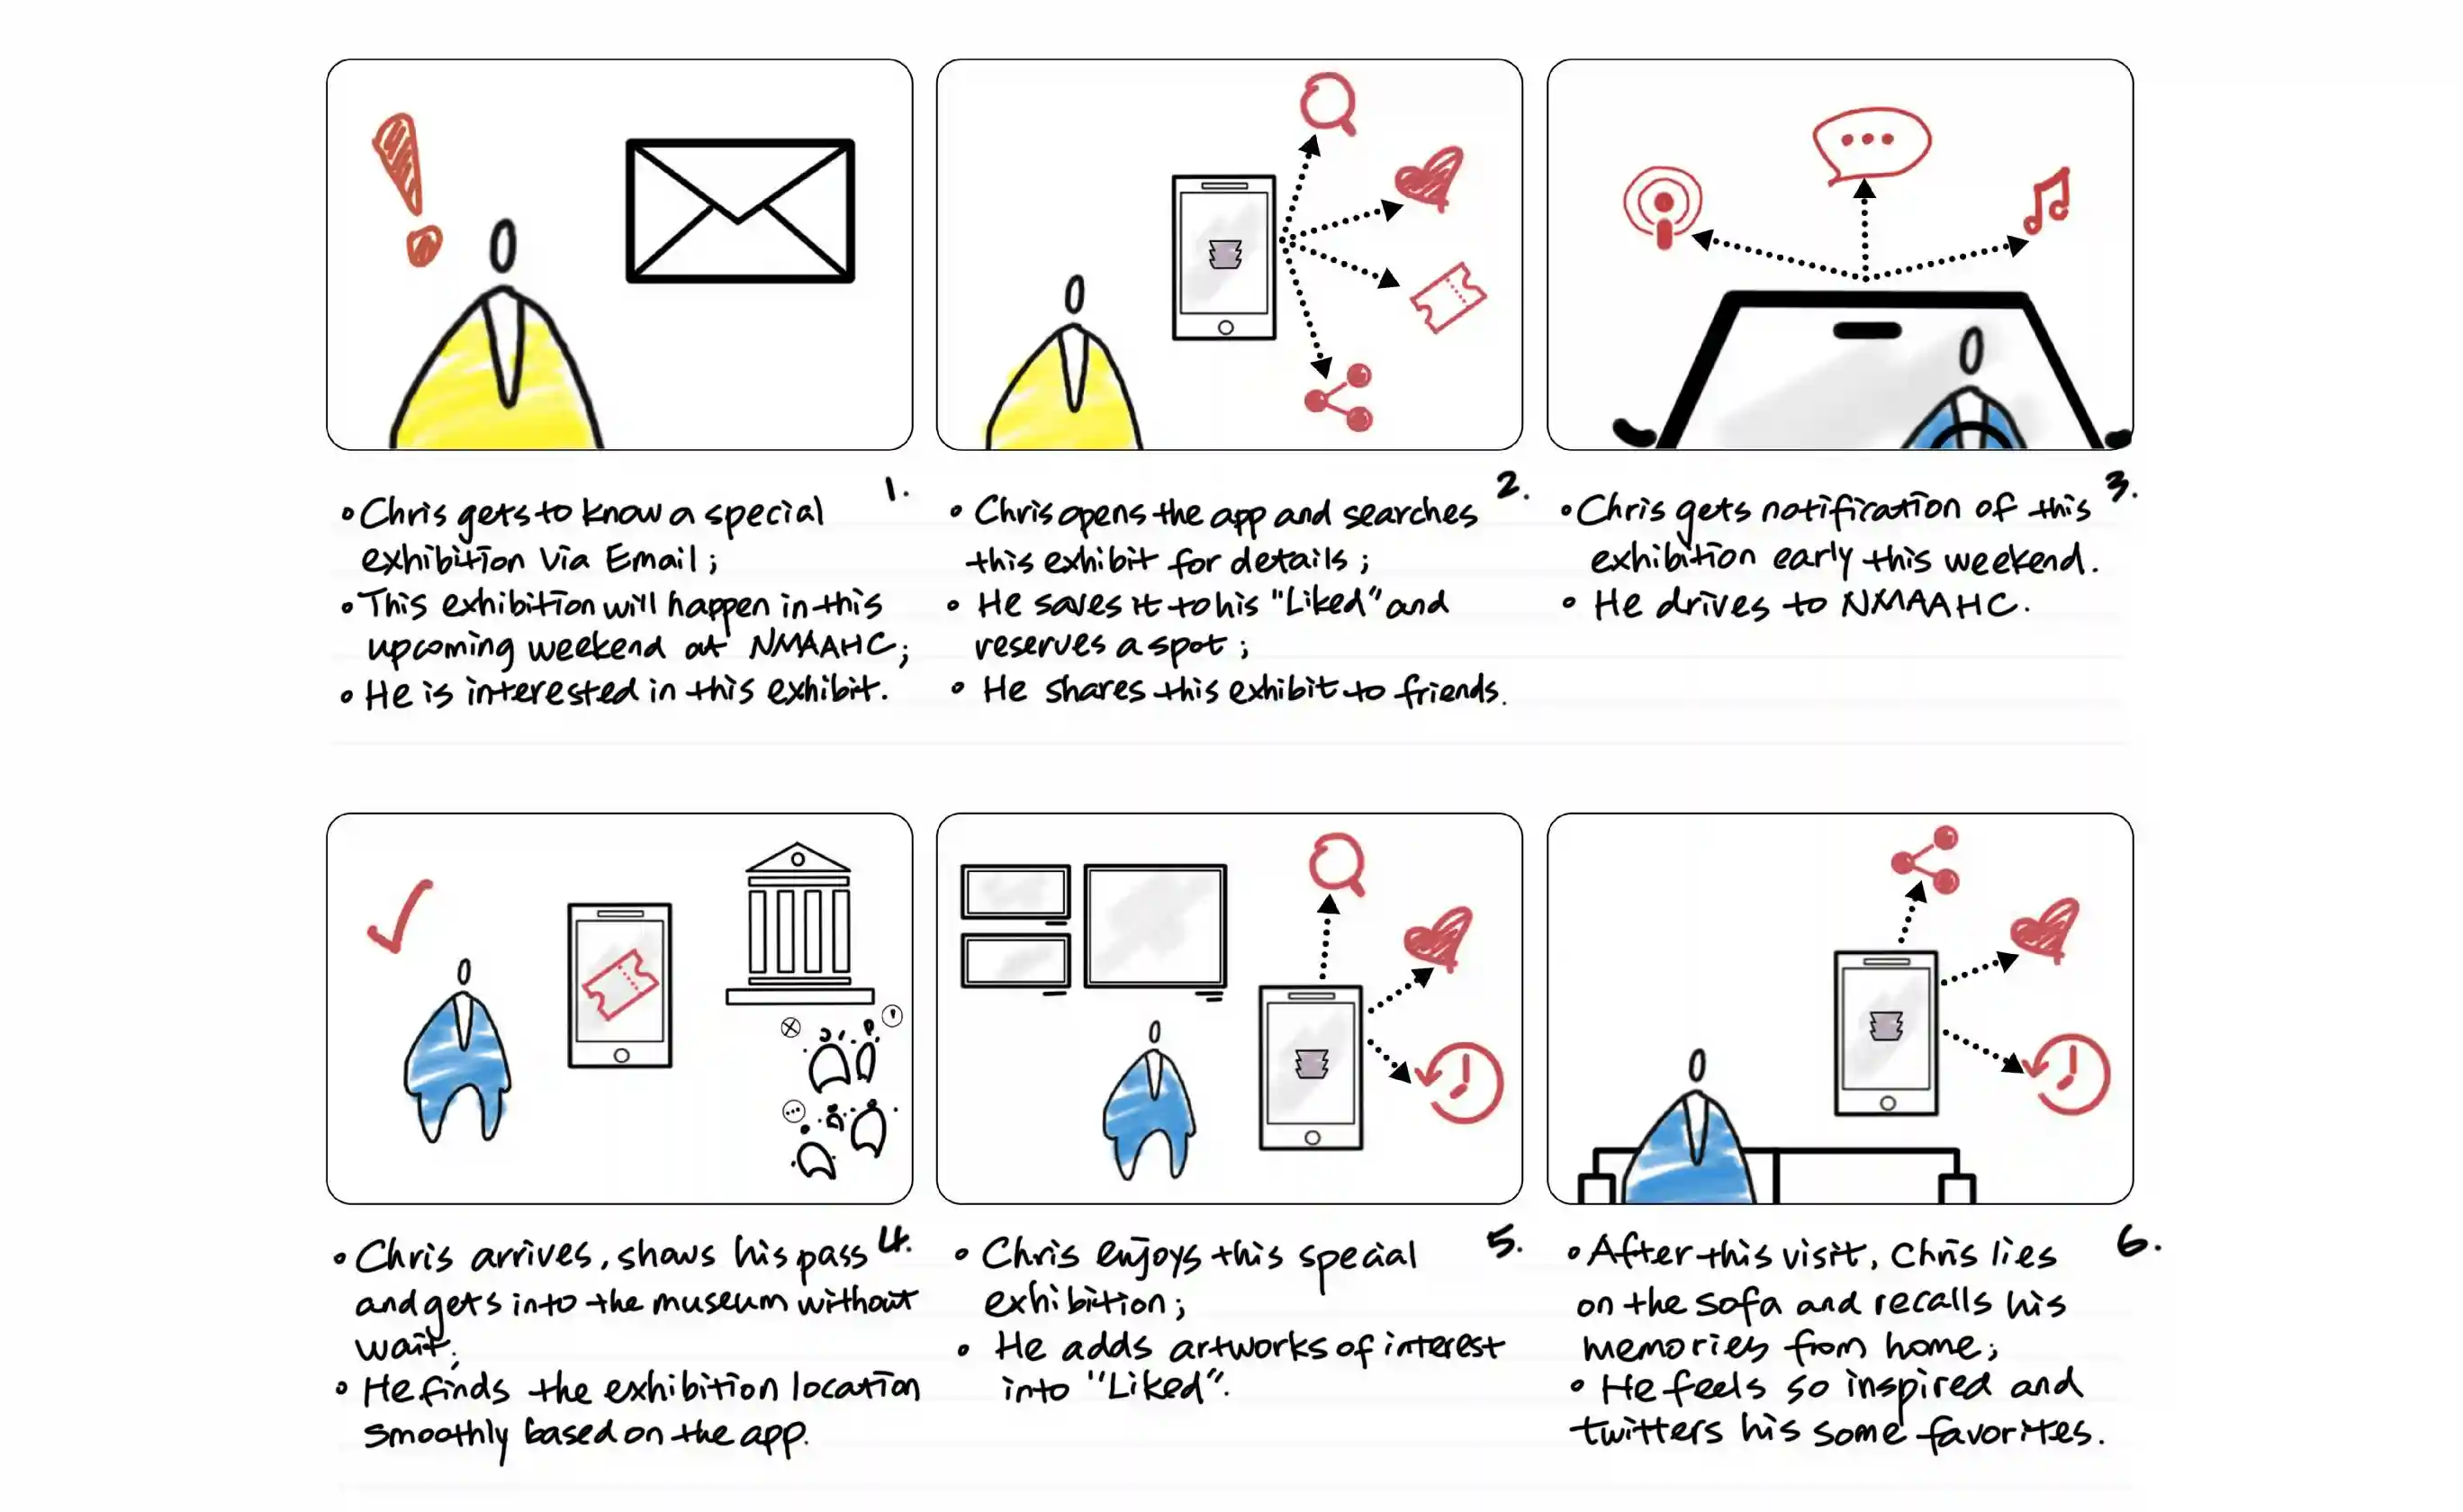 1.
• Chris gets to know a special
exhibition via Email;
• This exhibition will happen in this
upcoming weekend at NMAAHC;
• He is interested in this exhibit.
2.
• Chris opens the app and searches
this exhibit for details;
• He saves it to his "Liked" and
reserves a spot;
• He shares this exhibit to friends.
3.
• Chris gets notification of this
exhibition early this weekend.
• He drives to NMAAHC.
4.
• Chris arrives, shows his pass
and gets into the museum without
wait;
• He finds the exhibition location
smoothly based on the app.
5.
• Chris enjoys this special
exhibition;
• He adds artworks of interest
into "Liked".
6.
• After this visit, Chris lies
on the sofa and recalls his
memories from home;
• He feels so inspired and
twitters his some favorites.